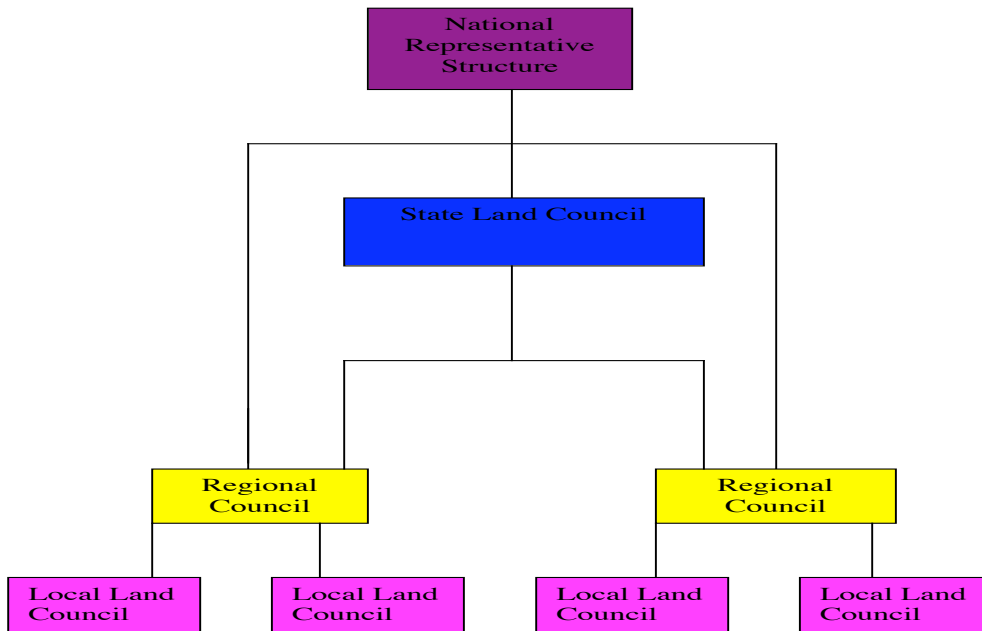 National
Representative
Structure
State Land Council
Regional
Council
Regional
Council
Local Land
Council
Local Land
Council
Local Land
Council
Local Land
Council